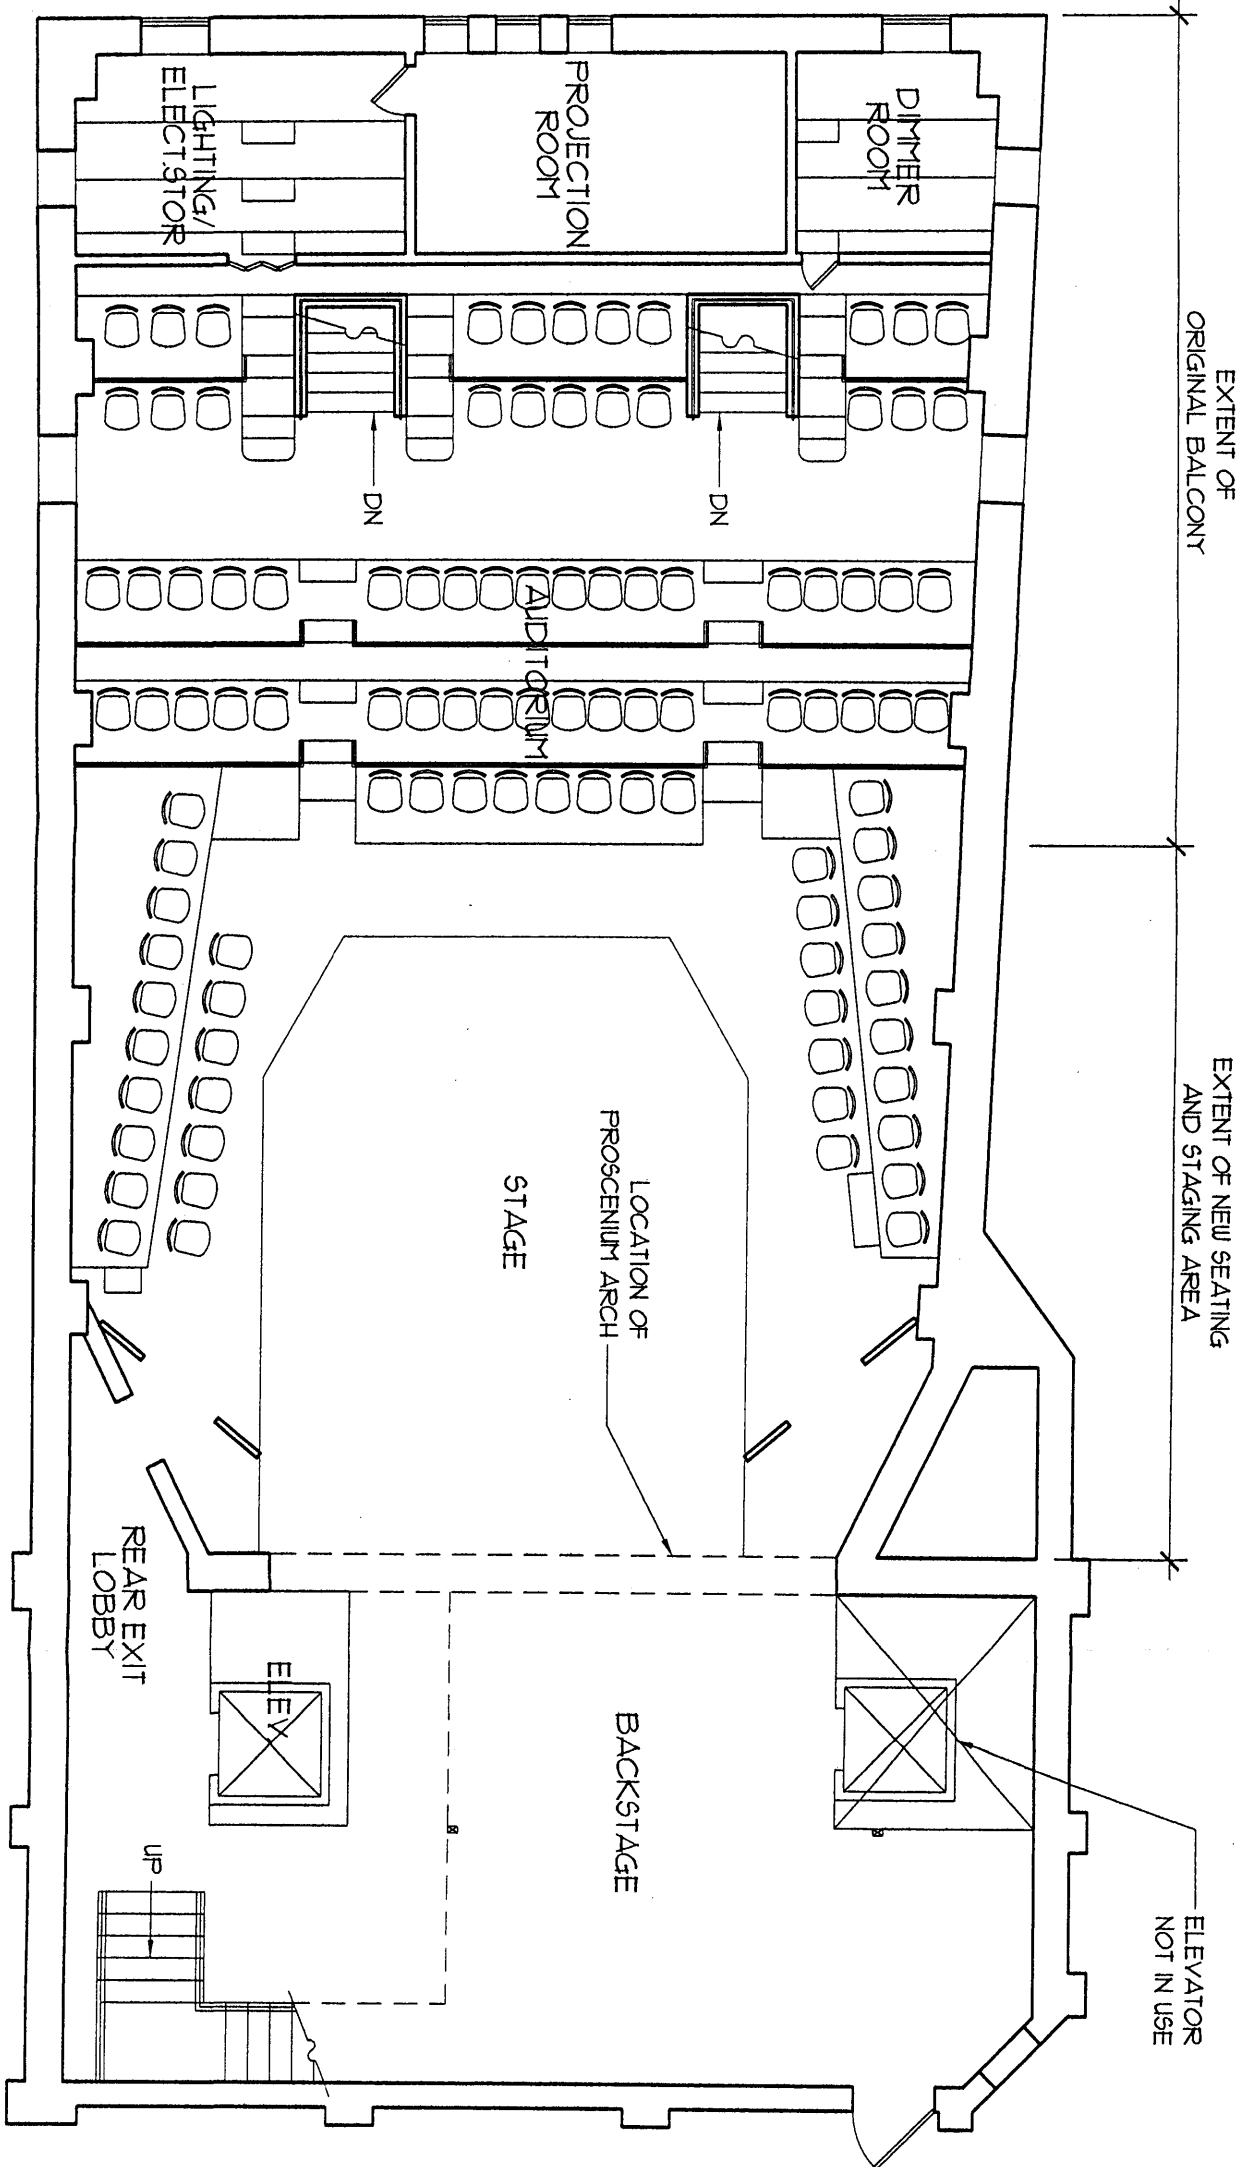 EXTENT OF
ORIGINAL BALCONY
EXTENT OF NEW SEATING
AND STAGING AREA
ELEVATOR
NOT IN USE
DIMMER
ROOM
PROJECTION
ROOM
LIGHTING/
ELECT.STOR
DN
DN
AUDITORIUM
LOCATION OF
PROSCENIUM ARCH
STAGE
BACKSTAGE
ELEV
REAR EXIT
LOBBY
UP